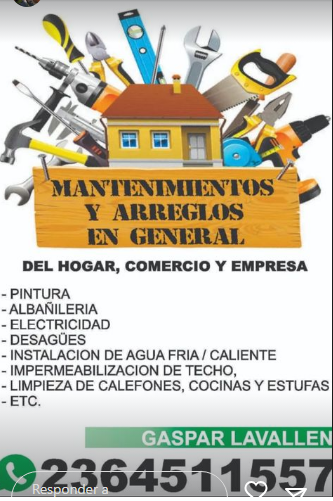 MANTENIMIENTOS
Y ARREGLOS
EN GENERAL
DEL HOGAR, COMERCIO Y EMPRESA
- PINTURA
- ALBAÑILERIA
- ELECTRICIDAD
- DESAGÜES
- INSTALACION DE AGUA FRIA / CALIENTE
- IMPERMEABILIZACION DE TECHO,
- LIMPIEZA DE CALEFONES, COCINAS Y ESTUFAS
- ETC.
GASPAR LAVALLEN
2364511557
Responder a